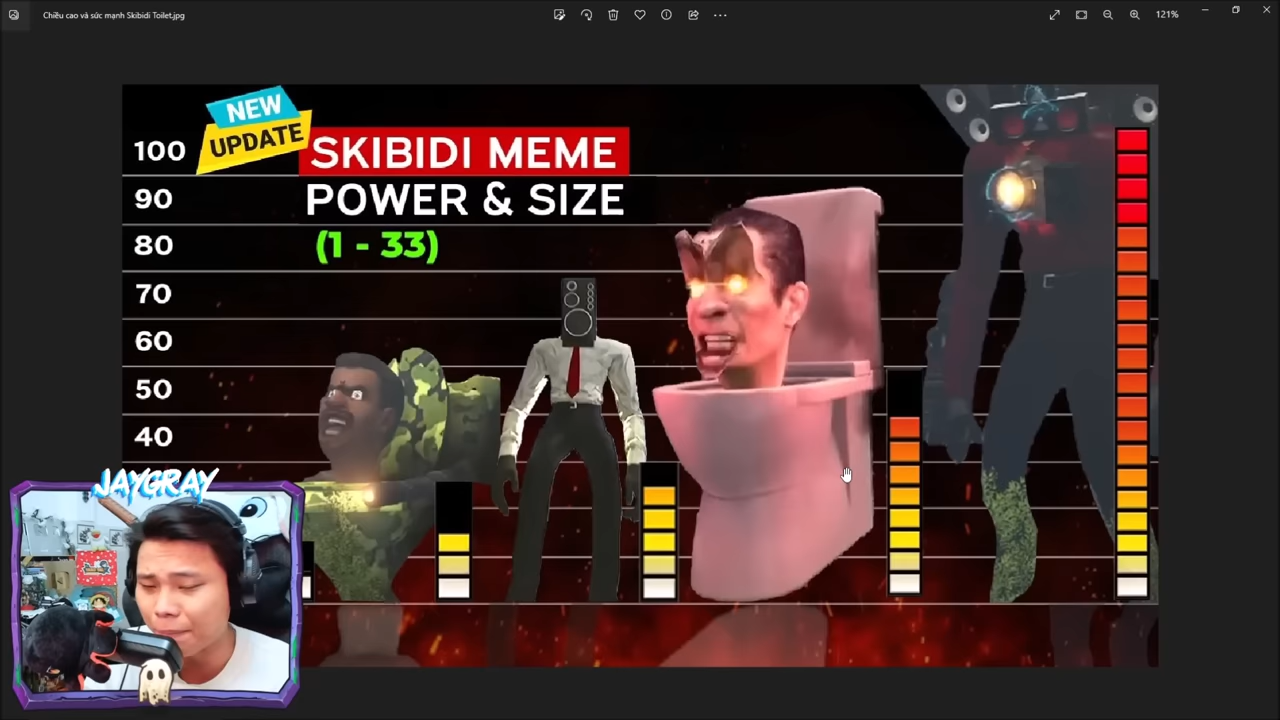 Chiều cao và sức mạnh Skibidi Toilet.jpg
121%
NEW
UPDATE
SKIBIDI MEME
POWER & SIZE
(1 - 33)
100
90
80
70
60
50
40
JAYGRAY